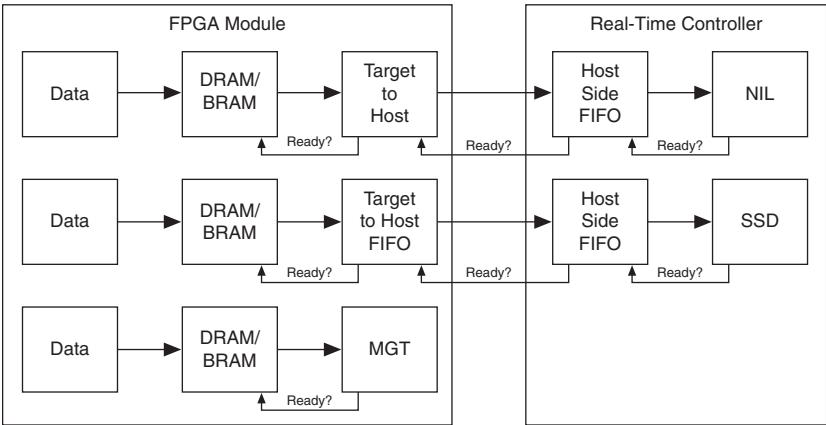 FPGA Module
Real-Time Controller
Data
DRAM/
BRAM
Target
to
Host
Host
Side
FIFO
NIL
Ready?
Ready?
Ready?
Data
DRAM/
BRAM
Target
to Host
FIFO
Host
Side
FIFO
SSD
Ready?
Ready?
Ready?
Data
DRAM/
BRAM
MGT
Ready?